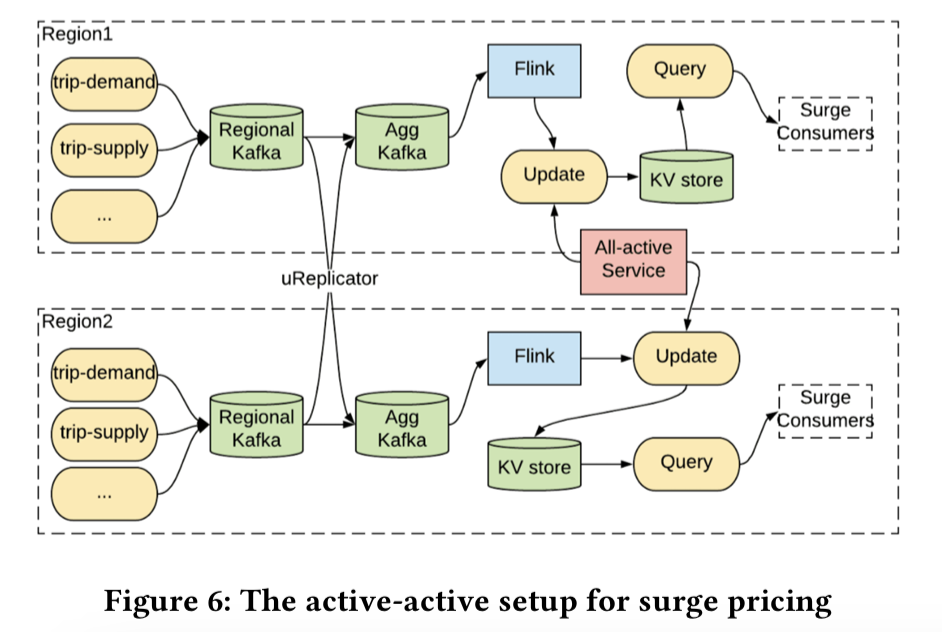 Region1
trip-demand
trip-supply
...
Regional
Kafka
Agg
Kafka
Flink
Update
Query
KV store
Surge
Consumers
All-active
Service
uReplicator
Region2
trip-demand
trip-supply
...
Regional
Kafka
Agg
Kafka
Flink
Update
KV store
Query
Surge
Consumers
Figure 6: The active-active setup for surge pricing